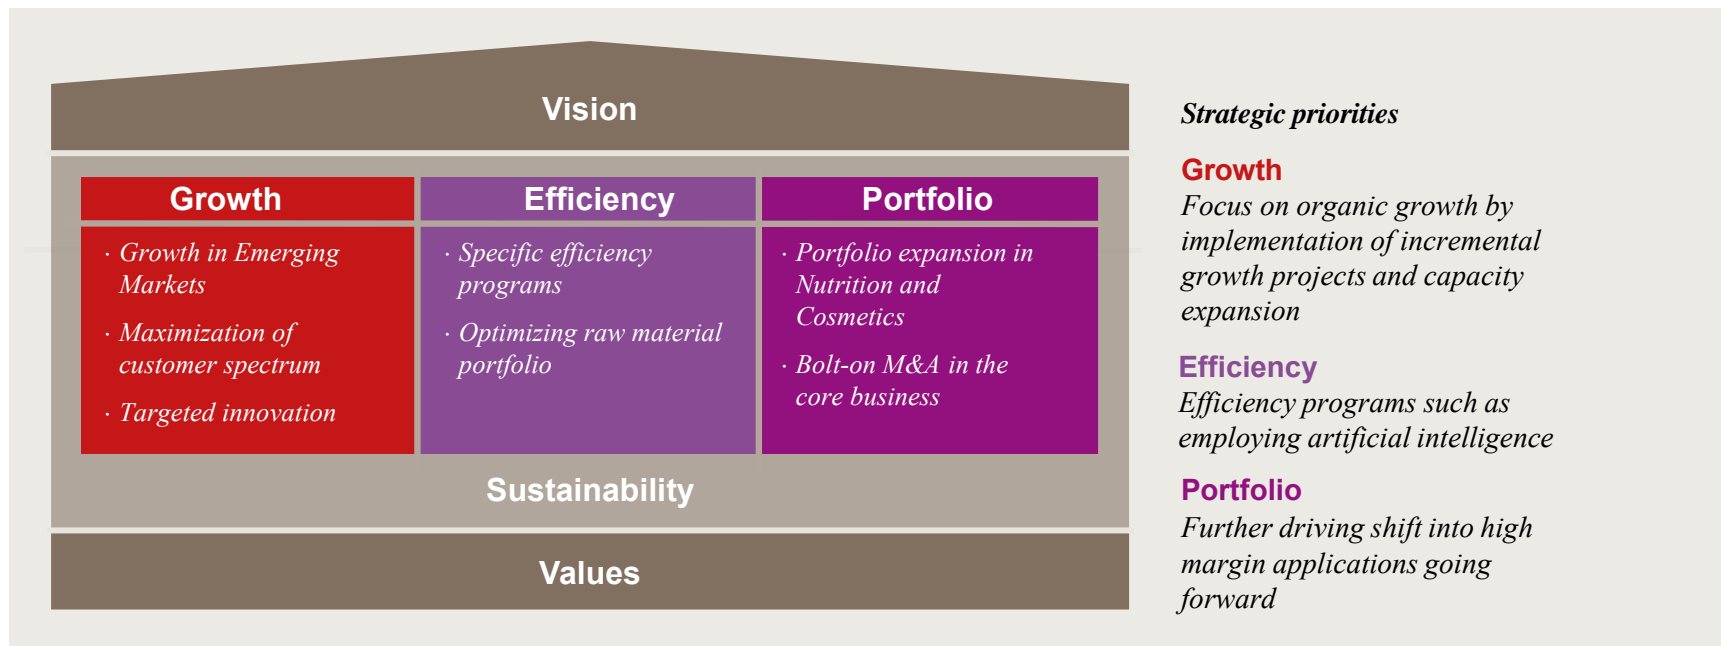 Vision
Growth
· Growth in Emerging
Markets
· Maximization of
customer spectrum
· Targeted innovation
Efficiency
· Specific efficiency
programs
· Optimizing raw material
portfolio
Portfolio
· Portfolio expansion in
Nutrition and
Cosmetics
· Bolt-on M&A in the
core business
Sustainability
Values
Strategic priorities
Growth
Focus on organic growth by
implementation of incremental
growth projects and capacity
expansion
Efficiency
Efficiency programs such as
employing artificial intelligence
Portfolio
Further driving shift into high
margin applications going
forward